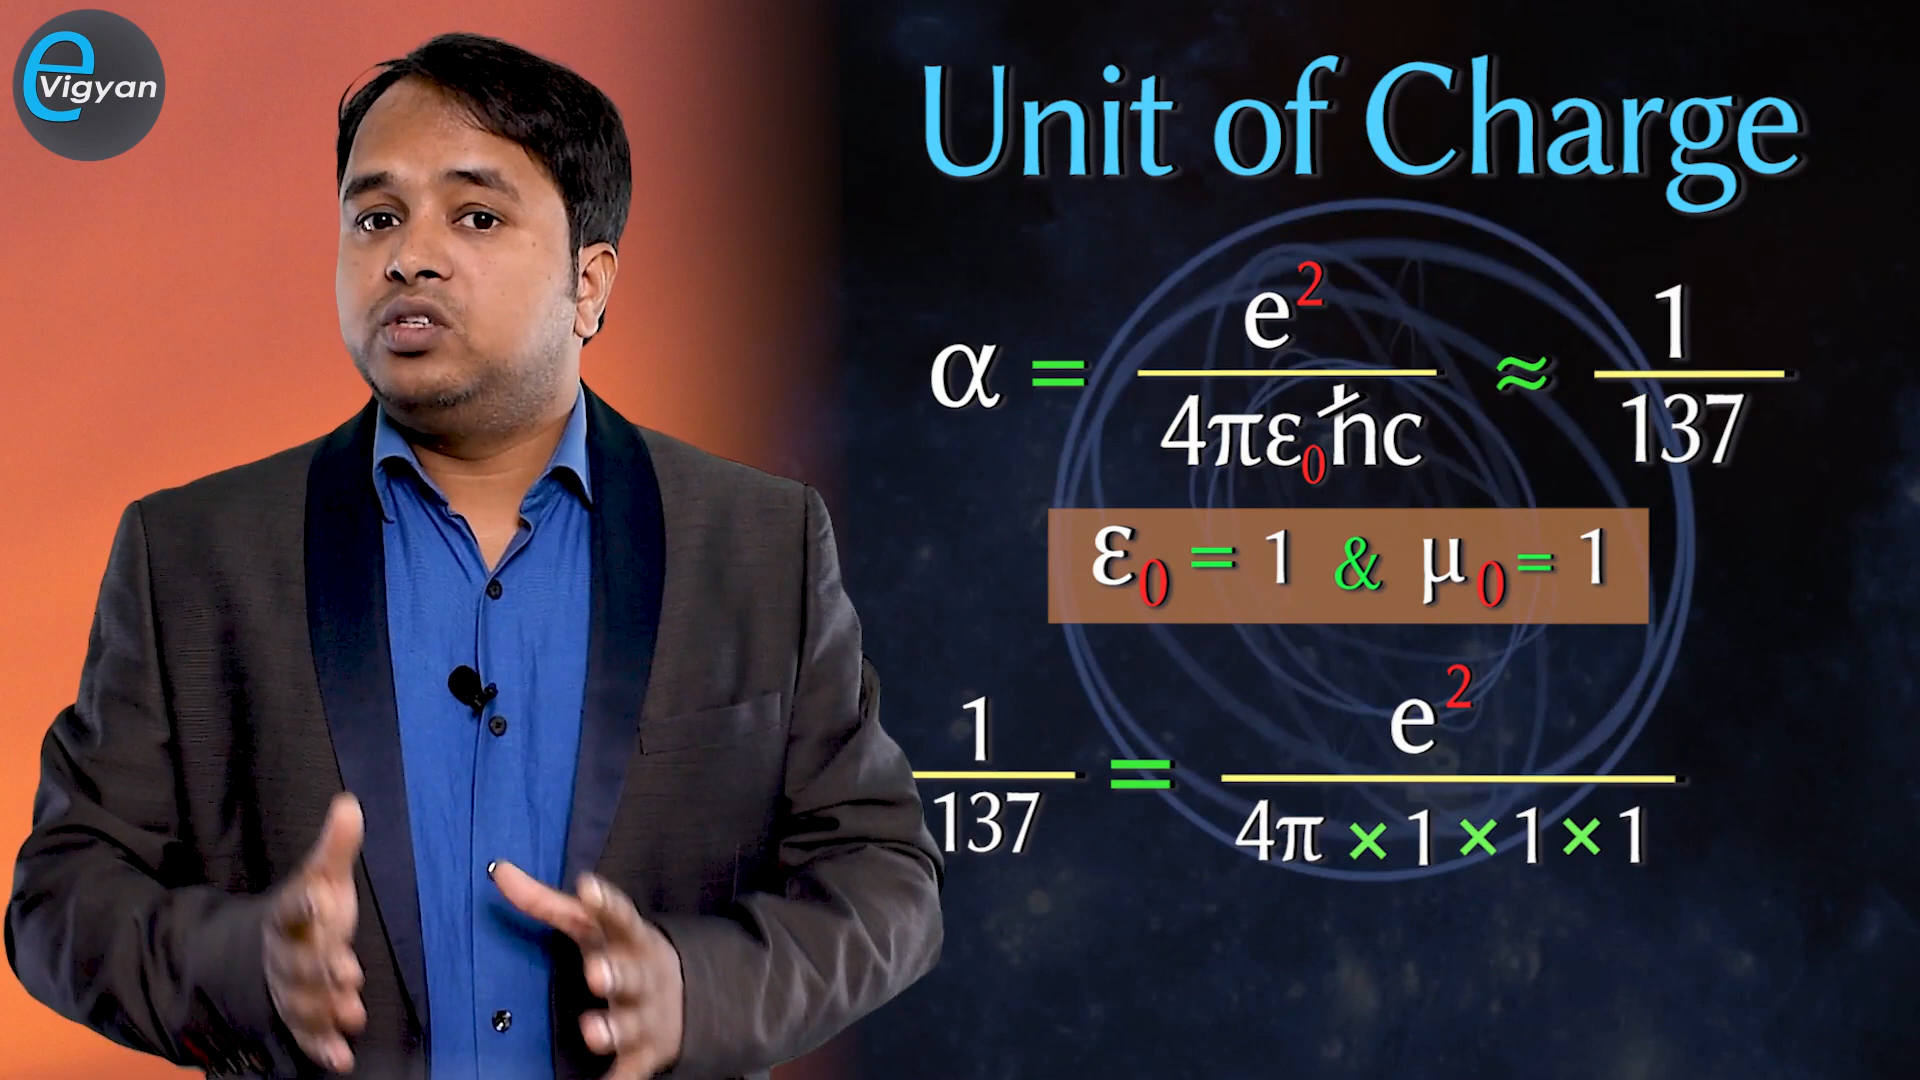 eVigyan
Unit of Charge
α = e² / 4πε₀ħc ≈ 1 / 137
ε₀ = 1 & μ₀ = 1
1 / 137 = e² / 4π × 1 × 1 × 1